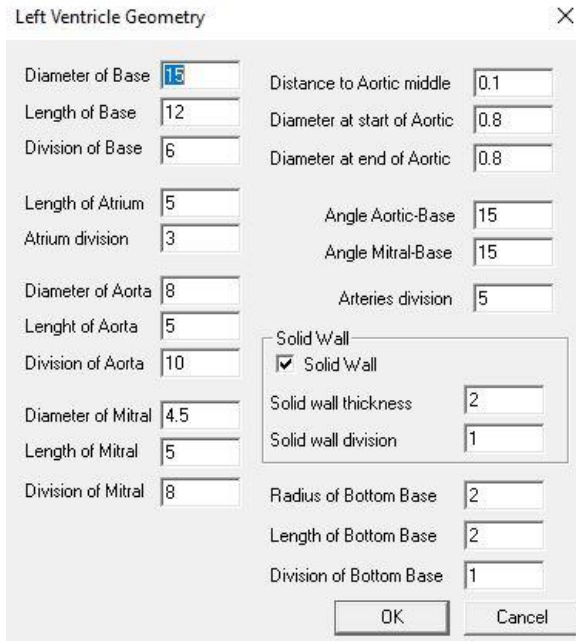 Left Ventricle Geometry
Diameter of Base 15
Length of Base 12
Division of Base 6
Length of Atrium 5
Atrium division 3
Diameter of Aorta 8
Lenght of Aorta 5
Division of Aorta 10
Diameter of Mitral 4.5
Length of Mitral 5
Division of Mitral 8
Distance to Aortic middle 0.1
Diameter at start of Aortic 0.8
Diameter at end of Aortic 0.8
Angle Aortic-Base 15
Angle Mitral-Base 15
Arteries division 5
Solid Wall
Solid Wall
Solid wall thickness 2
Solid wall division 1
Radius of Bottom Base 2
Length of Bottom Base 2
Division of Bottom Base 1
OK Cancel